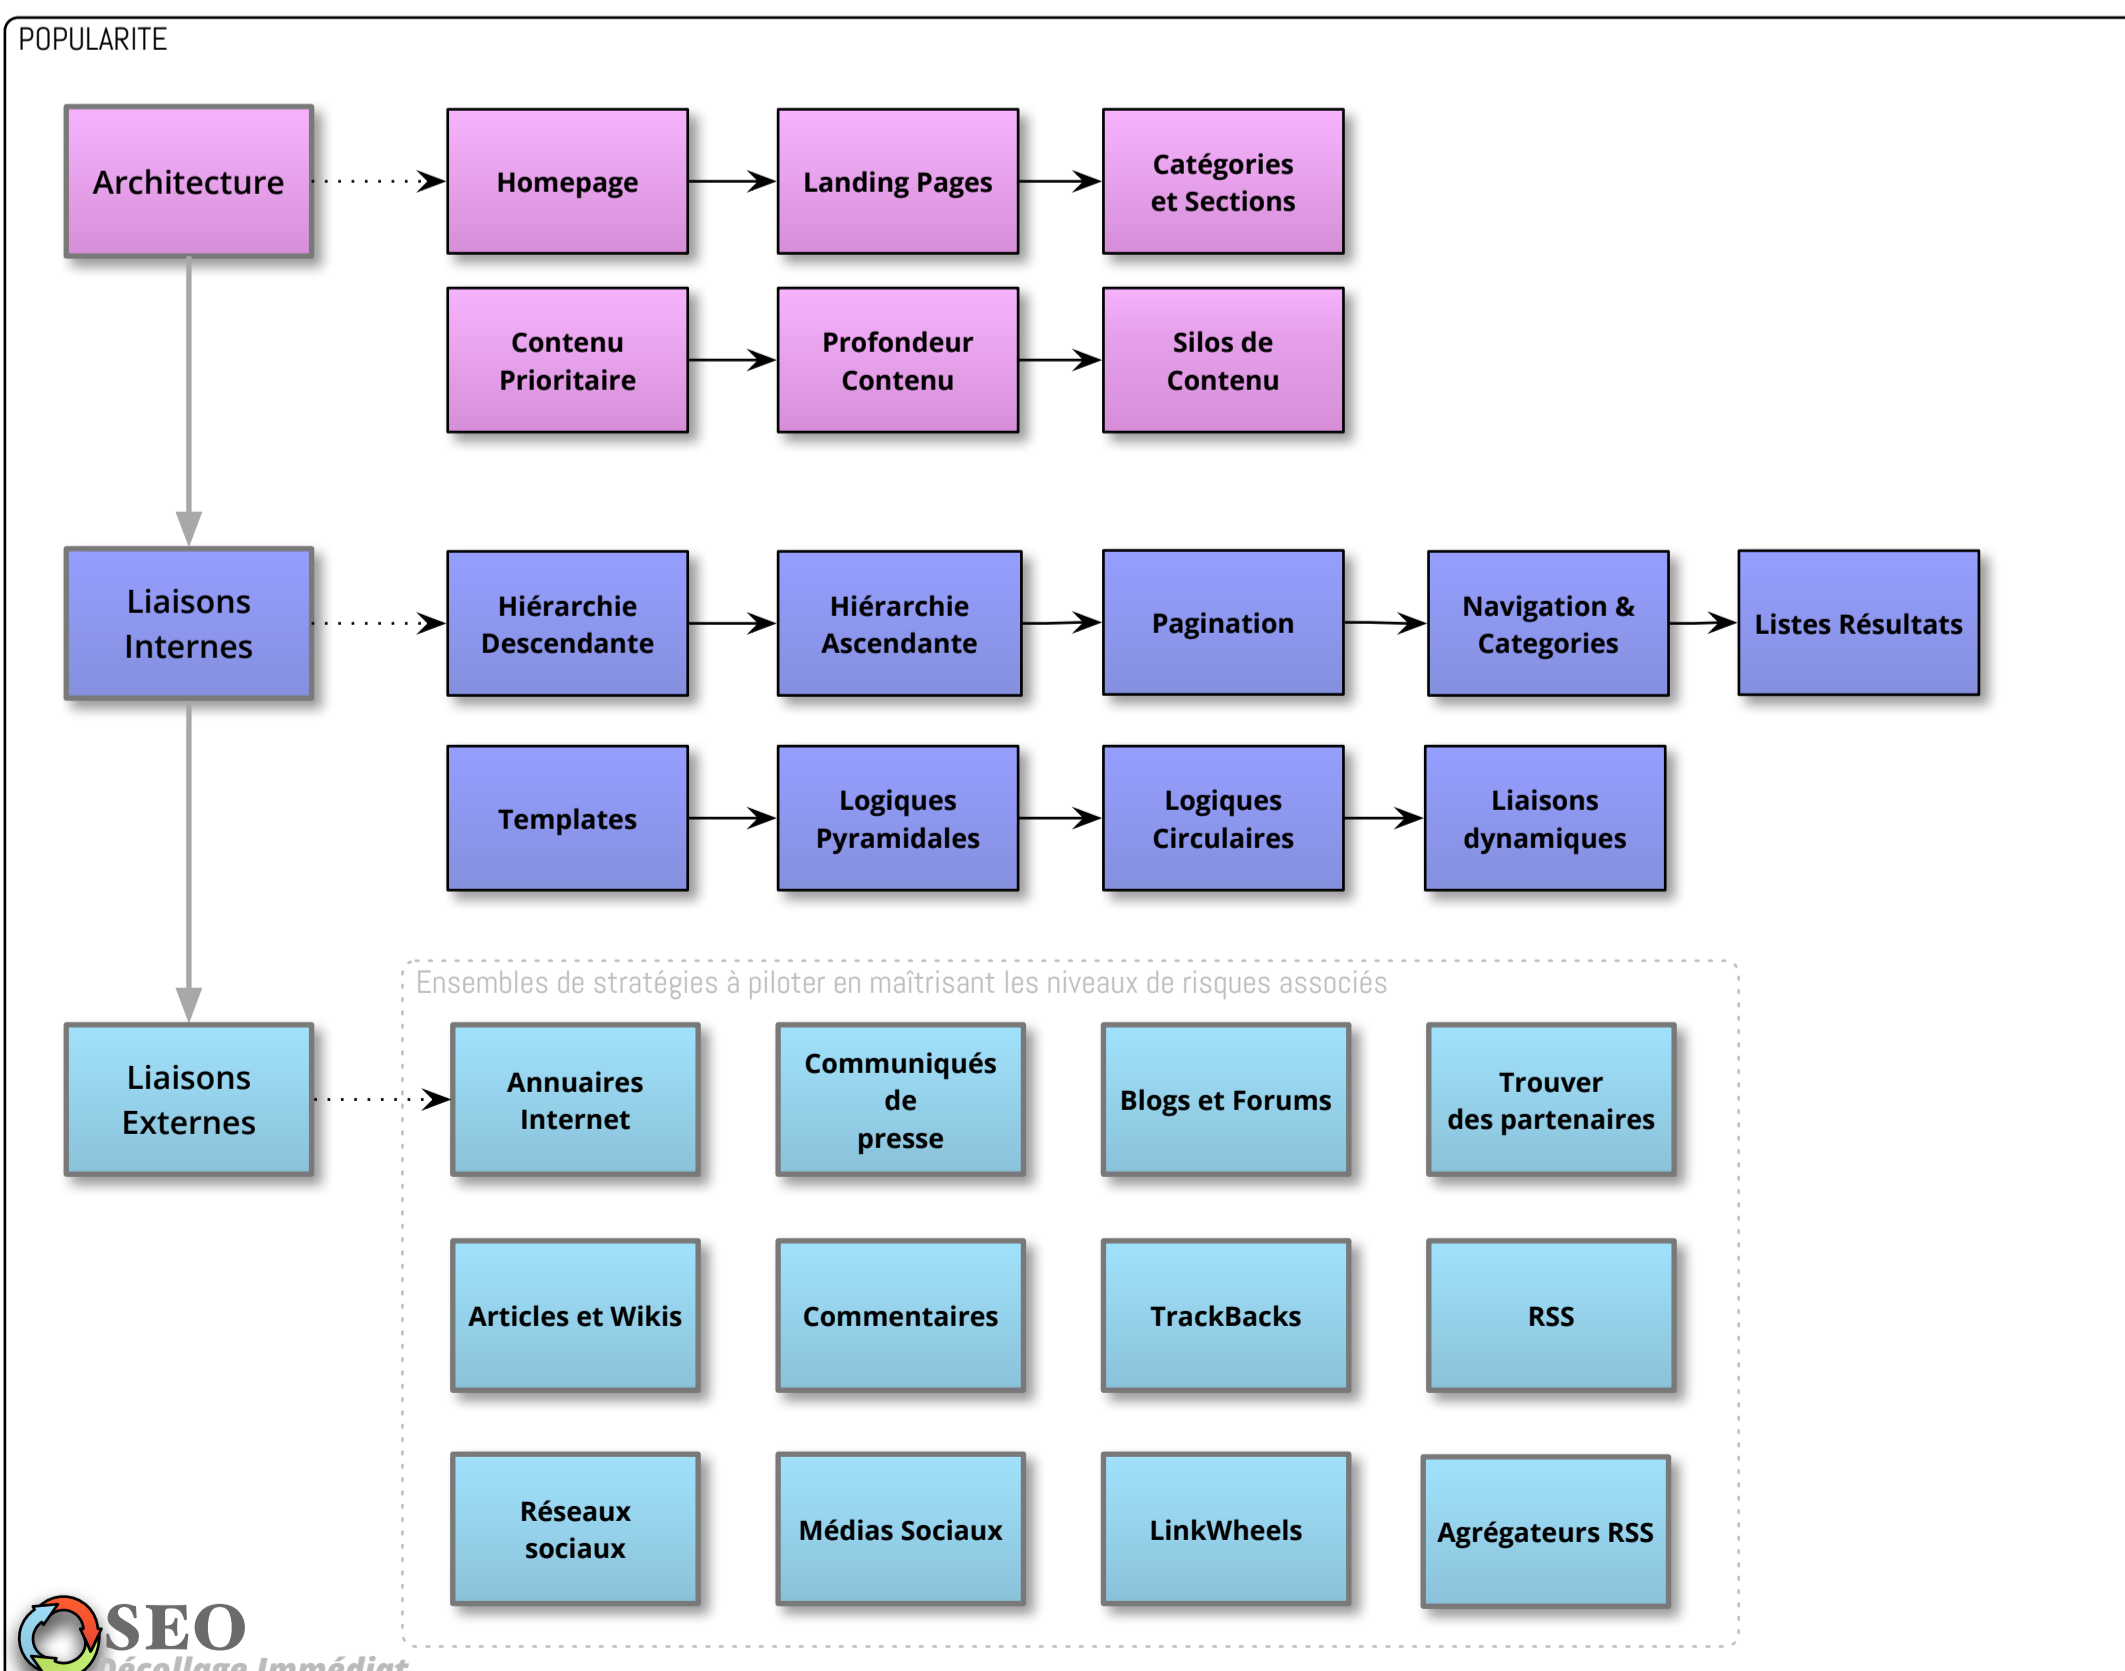 POPULARITE
Architecture
Homepage
Landing Pages
Catégories
et Sections
Contenu
Prioritaire
Profondeur
Contenu
Silos de
Contenu
Liaisons
Internes
Hiérarchie
Descendante
Hiérarchie
Ascendante
Pagination
Navigation &
Categories
Listes Résultats
Templates
Logiques
Pyramidales
Logiques
Circulaires
Liaisons
dynamiques
Ensembles de stratégies à piloter en maîtrisant les niveaux de risques associés
Liaisons
Externes
Annuaires
Internet
Communiqués
de
presse
Blogs et Forums
Trouver
des partenaires
Articles et Wikis
Commentaires
TrackBacks
RSS
Réseaux
sociaux
Médias Sociaux
LinkWheels
Agrégateurs RSS
SEO
Décollage Immédiat